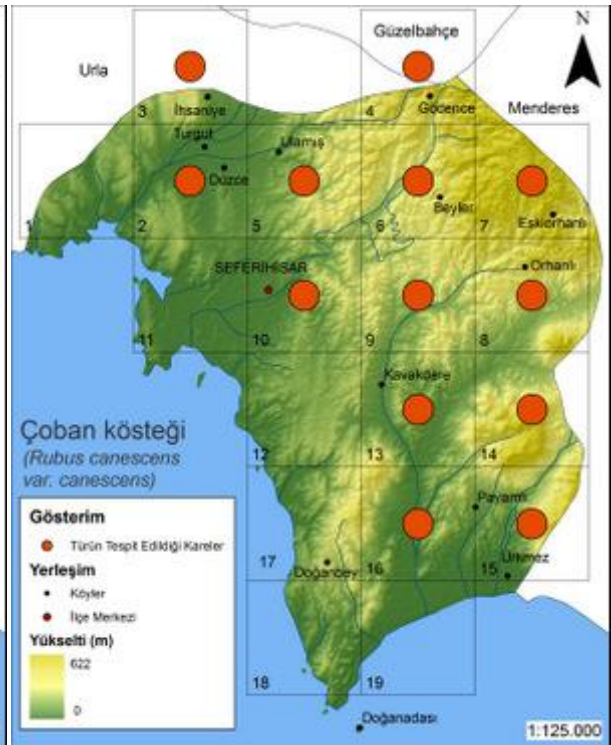 N
Güzelbahçe
Urla
3
İhsaniye
4
Gödence
Menderes
Turgut
Ulamış
Düzce
Beyler
Eskiorhanlı
1
2
5
6
7
SEFERİHİSAR
Orhanlı
11
10
9
8
Kavakdere
Çoban kösteği
(Rubus canescens
var. canescens)
12
13
14
Gösterim
Türün Tespit Edildiği Kareler
Yerleşim
Köyler
İlçe Merkezi
Yükselti (m)
622
0
Payamlı
17
Doğanbey
16
15
Ürkmez
18
19
Doğanadası
1:125.000